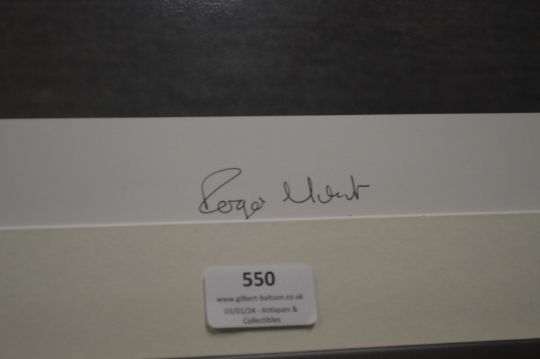 Roger Hunt
550
www.gilbert-baitson.co.uk
03/01/24 - Antiques &
Collectibles